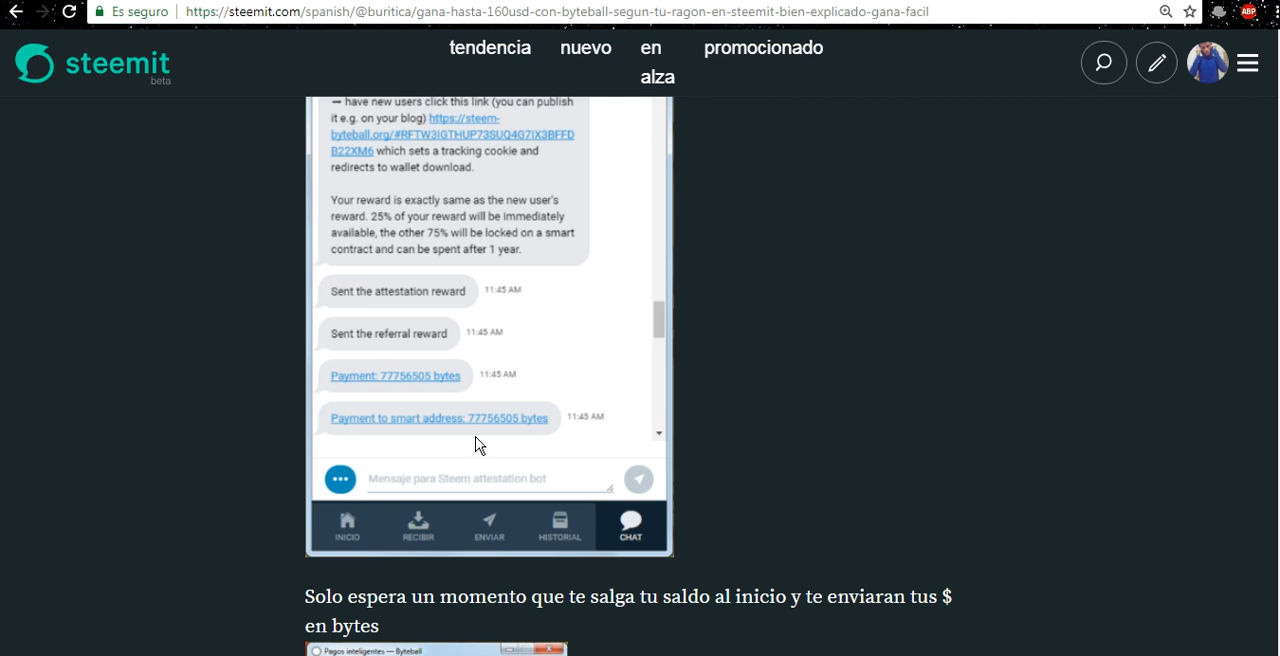 Es seguro | https://steemit.com/spanish/@buritica/gana-hasta-160usd-con-byteball-segun-tu-ragon-en-steemit-bien-explicado-gana-facil
ABP
steemit
beta
tendencia nuevo en alza promocionado
— have new users click this link (you can publish
it e.g. on your blog) https://steem-
byteball.org/#RFTW3IGTHUP73SUQ4G7IX3BFFD
B22XM6 which sets a tracking cookie and
redirects to wallet download.
Your reward is exactly same as the new user's
reward. 25% of your reward will be immediately
available, the other 75% will be locked on a smart
contract and can be spent after 1 year.
Sent the attestation reward 11:45 AM
Sent the referral reward 11:45 AM
Payment: 77756505 bytes 11:45 AM
Payment to smart address: 77756505 bytes 11:45 AM
Mensaje para Steem attestation bot
INICIO RECIBIR ENVIAR HISTORIAL CHAT
Solo espera un momento que te salga tu saldo al inicio y te enviaran tus $
en bytes
Pagos inteligentes — Byteball